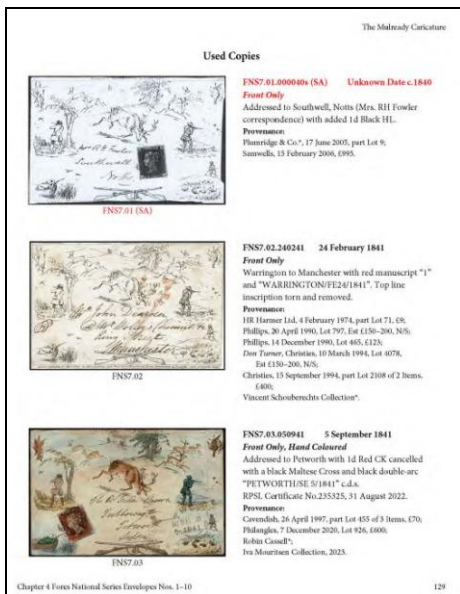 The Mulready Caricature
Used Copies
FNS7.01.000040s (SA) Unknown Date c.1840
Front Only
Addressed to Southwell, Notts (Mrs. RH Fowler
correspondence) with added 1d Black HL.
Provenance:
Plumridge & Co.*, 17 June 2005, part Lot 9;
Samwells, 15 February 2006, £995.
FNS7.01 (SA)
FNS7.02.240241 24 February 1841
Front Only
Warrington to Manchester with red manuscript "1"
and "WARRINGTON/FE24/1841". Top line
inscription torn and removed.
Provenance:
HR Harmer Ltd, 4 February 1974, part Lot 71, £9;
Phillips, 20 April 1990, Lot 797, Est £150–200, N/S;
Phillips, 14 December 1990, Lot 465, £125;
Don Turner, Christies, 10 March 1994, Lot 4078,
Est £150–200, N/S;
Christies, 15 September 1994, part Lot 2108 of 2 Items,
£400;
Vincent Schouberechts Collection*.
FNS7.02
FNS7.03.050941 5 September 1841
Front Only, Hand Coloured
Addressed to Petworth with 1d Red CK cancelled
with a black Maltese Cross and black double-arc
"PETWORTH/SE 5/1841" c.d.s.
RPSL Certificate No.235325, 31 August 2022.
Provenance:
Cavendish, 26 April 1997, part Lot 455 of 3 Items, £70;
Philangles, 7 December 2020, Lot 926, £600;
Robin Cassell*;
Iva Mouritsen Collection, 2023.
FNS7.03
Chapter 4 Fores National Series Envelopes Nos. 1–10 129